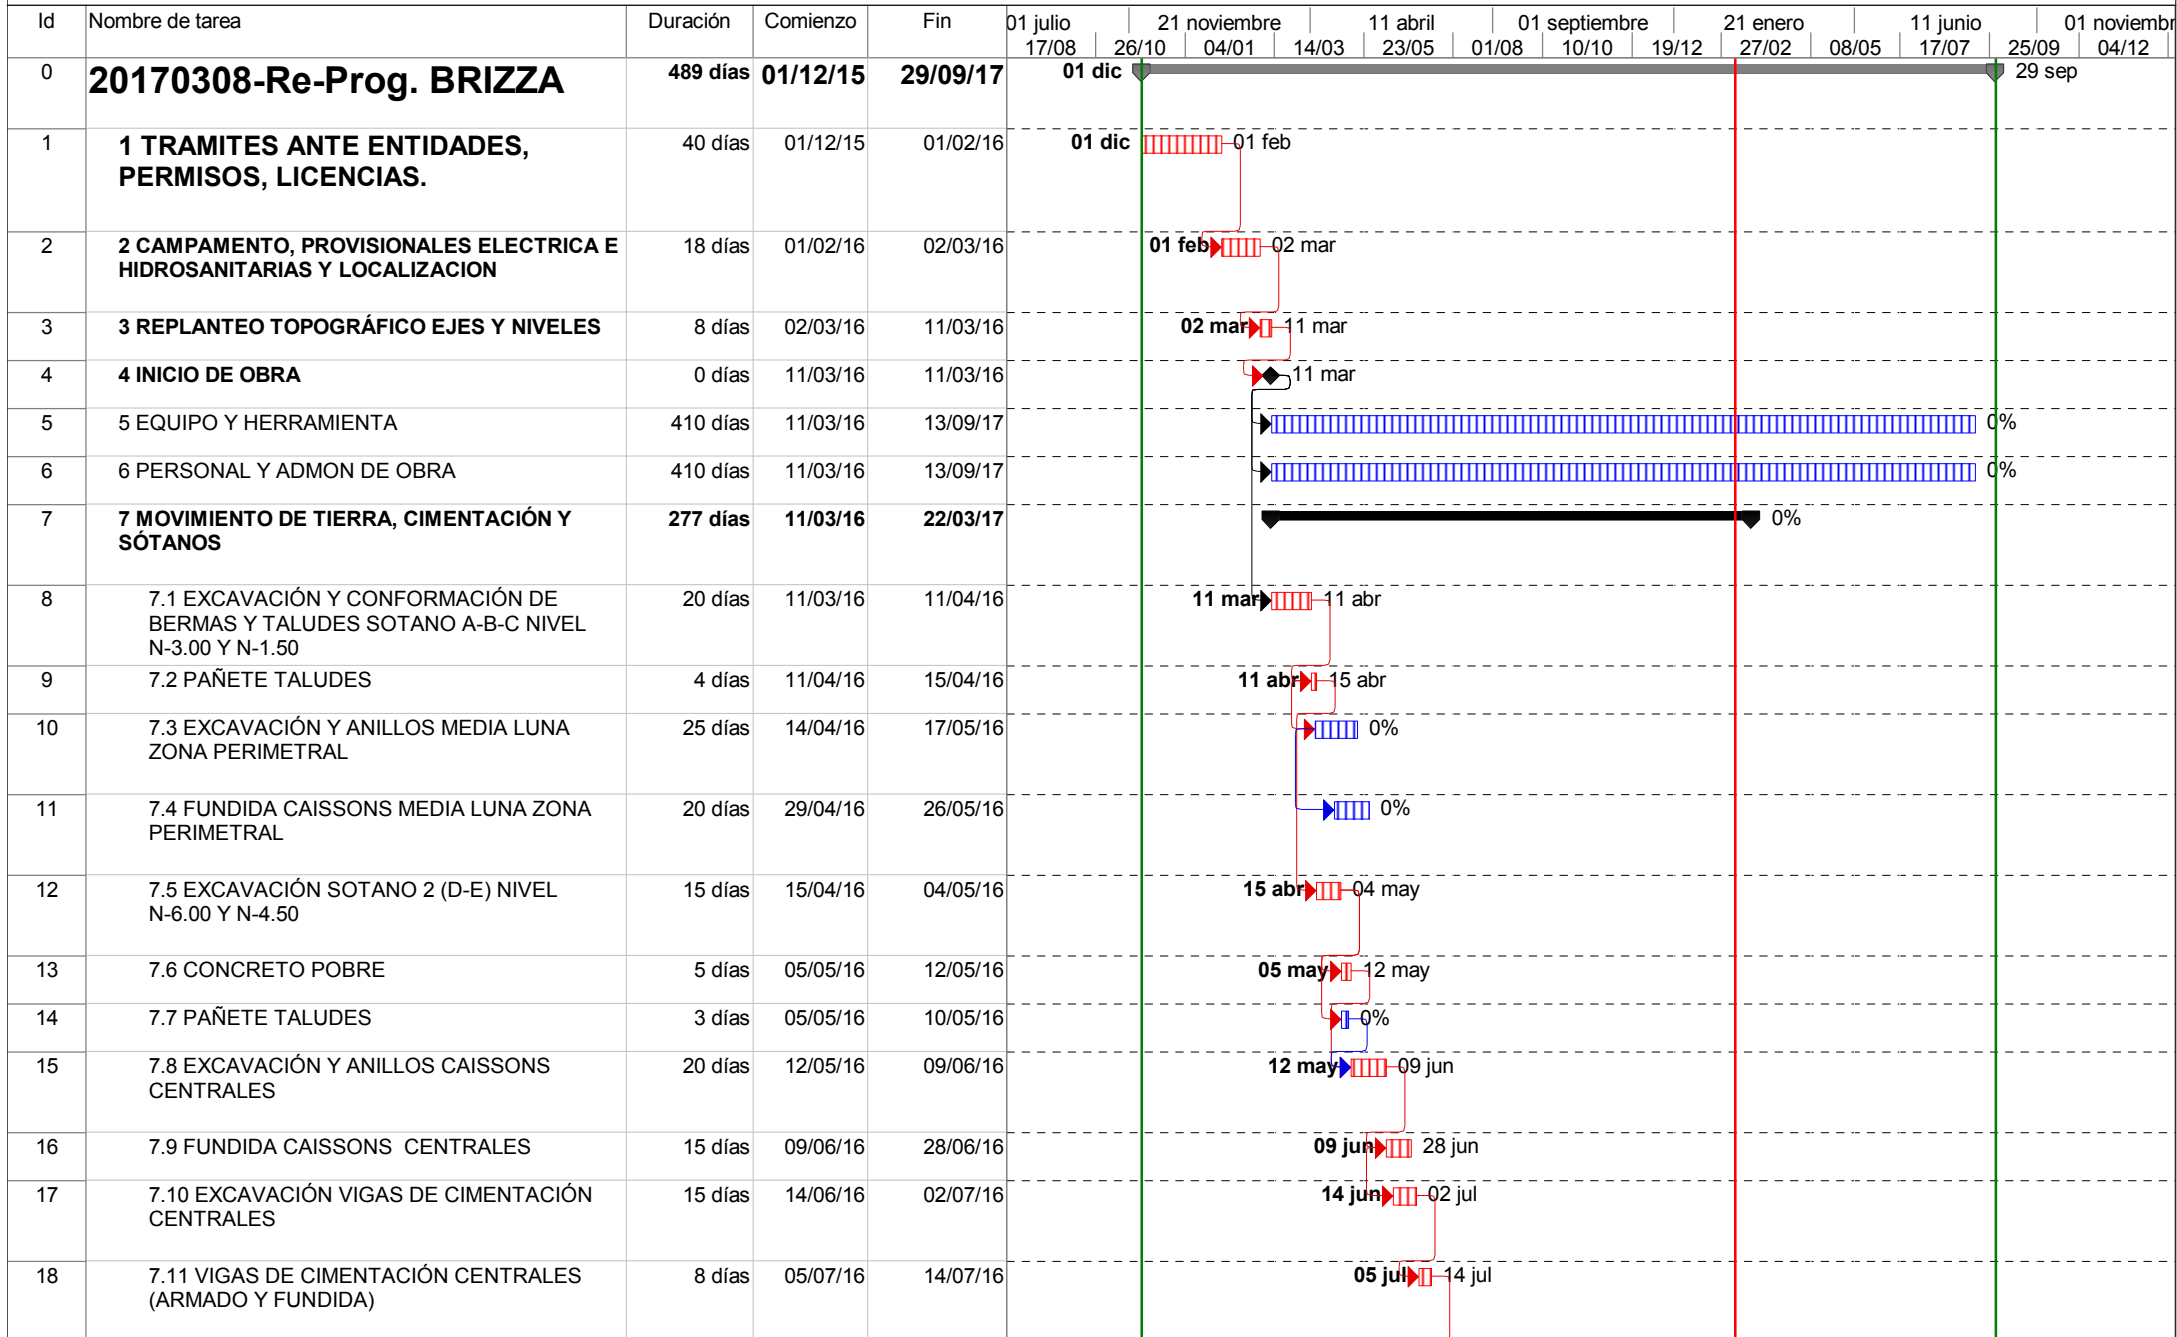 Id Nombre de tarea Duración Comienzo Fin 01 julio 21 noviembre 11 abril 01 septiembre 21 enero 11 junio 01 noviembr
17/08 26/10 04/01 14/03 23/05 01/08 10/10 19/12 27/02 08/05 17/07 25/09 04/12
0 20170308-Re-Prog. BRIZZA 489 días 01/12/15 29/09/17 01 dic 29 sep
1 1 TRAMITES ANTE ENTIDADES, 40 días 01/12/15 01/02/16 01 dic 01 feb
PERMISOS, LICENCIAS.
2 2 CAMPAMENTO, PROVISIONALES ELECTRICA E 18 días 01/02/16 02/03/16 01 feb 02 mar
HIDROSANITARIAS Y LOCALIZACION
3 3 REPLANTEO TOPOGRÁFICO EJES Y NIVELES 8 días 02/03/16 11/03/16 02 mar 11 mar
4 4 INICIO DE OBRA 0 días 11/03/16 11/03/16 11 mar
5 5 EQUIPO Y HERRAMIENTA 410 días 11/03/16 13/09/17 0%
6 6 PERSONAL Y ADMON DE OBRA 410 días 11/03/16 13/09/17 0%
7 7 MOVIMIENTO DE TIERRA, CIMENTACIÓN Y 277 días 11/03/16 22/03/17 0%
SÓTANOS
8 7.1 EXCAVACIÓN Y CONFORMACIÓN DE 20 días 11/03/16 11/04/16 11 mar 11 abr
BERMAS Y TALUDES SOTANO A-B-C NIVEL
N-3.00 Y N-1.50
9 7.2 PAÑETE TALUDES 4 días 11/04/16 15/04/16 11 abr 15 abr
10 7.3 EXCAVACIÓN Y ANILLOS MEDIA LUNA 25 días 14/04/16 17/05/16 0%
ZONA PERIMETRAL
11 7.4 FUNDIDA CAISSONS MEDIA LUNA ZONA 20 días 29/04/16 26/05/16 0%
PERIMETRAL
12 7.5 EXCAVACIÓN SOTANO 2 (D-E) NIVEL 15 días 15/04/16 04/05/16 15 abr 04 may
N-6.00 Y N-4.50
13 7.6 CONCRETO POBRE 5 días 05/05/16 12/05/16 05 may 12 may
14 7.7 PAÑETE TALUDES 3 días 05/05/16 10/05/16 0%
15 7.8 EXCAVACIÓN Y ANILLOS CAISSONS 20 días 12/05/16 09/06/16 12 may 09 jun
CENTRALES
16 7.9 FUNDIDA CAISSONS CENTRALES 15 días 09/06/16 28/06/16 09 jun 28 jun
17 7.10 EXCAVACIÓN VIGAS DE CIMENTACIÓN 15 días 14/06/16 02/07/16 14 jun 02 jul
CENTRALES
18 7.11 VIGAS DE CIMENTACIÓN CENTRALES 8 días 05/07/16 14/07/16 05 jul 14 jul
(ARMADO Y FUNDIDA)